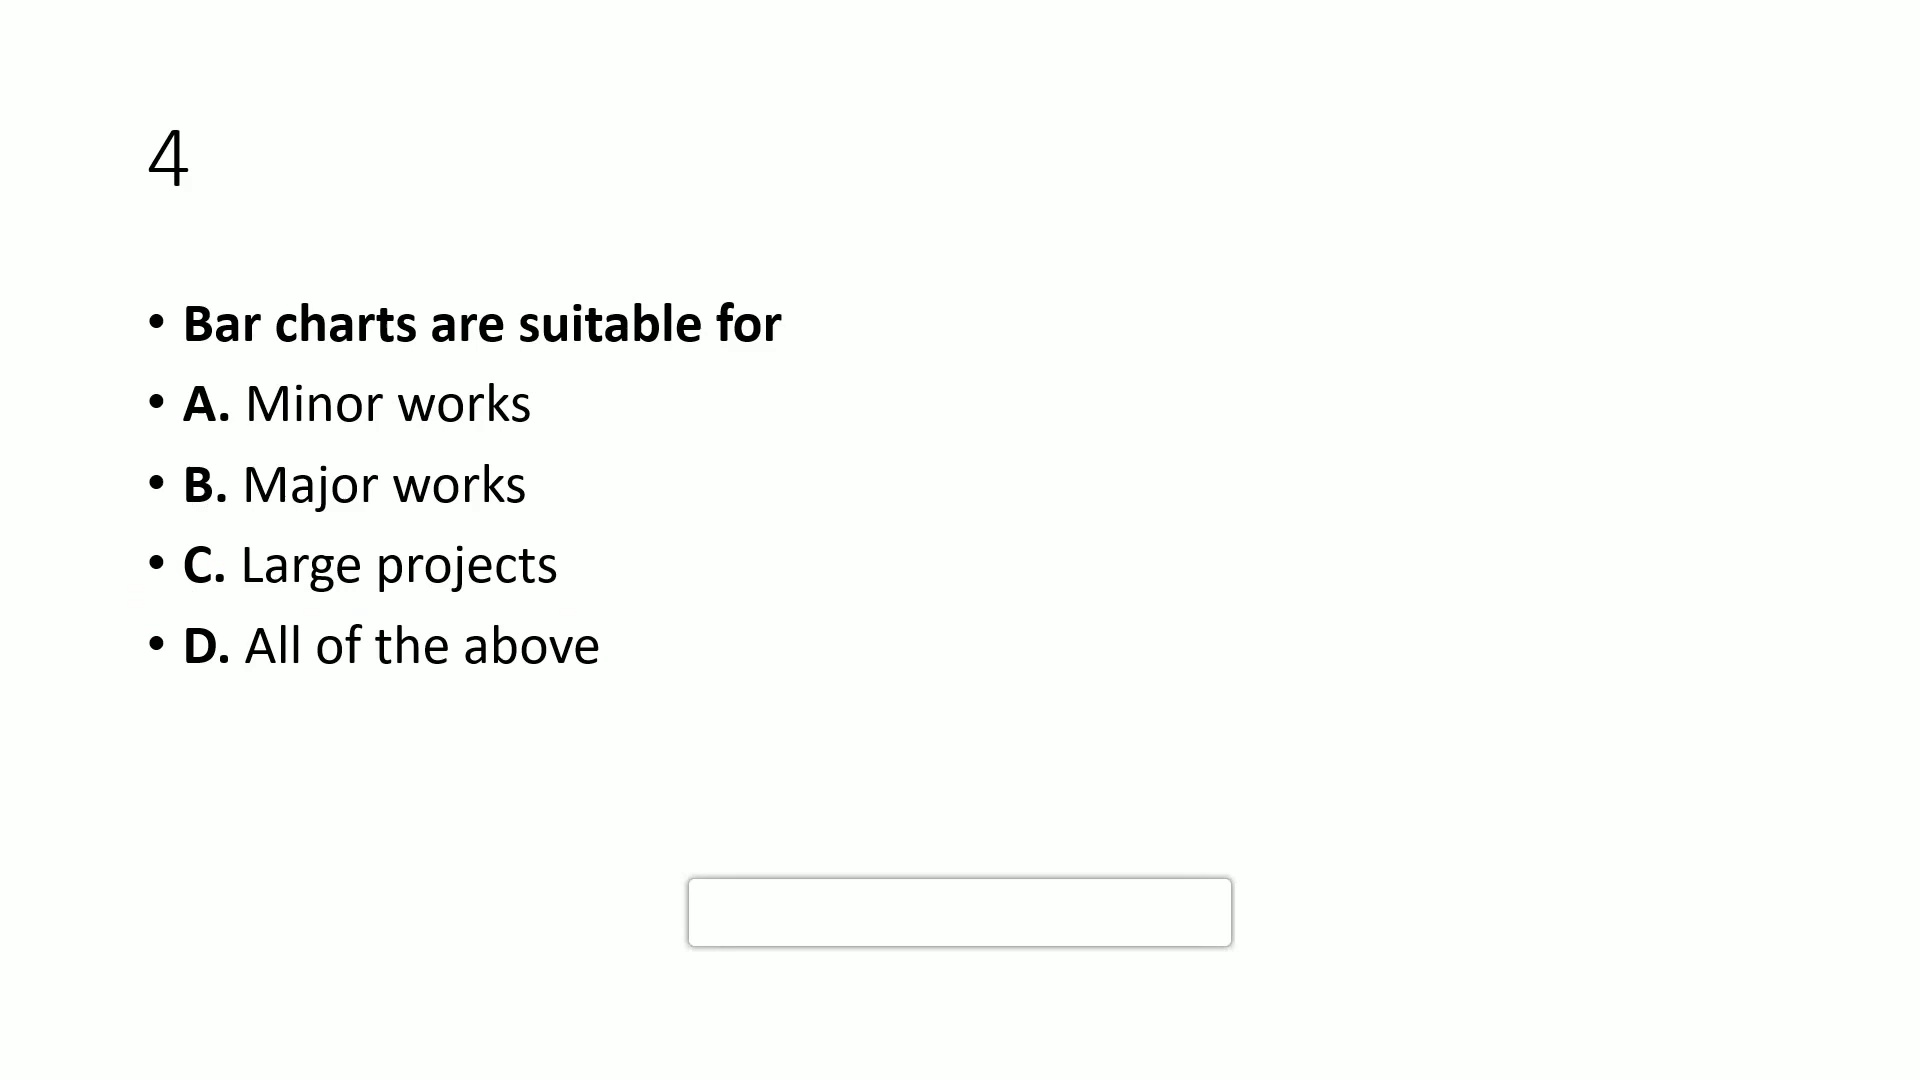 4
• Bar charts are suitable for
• A. Minor works
• B. Major works
• C. Large projects
• D. All of the above